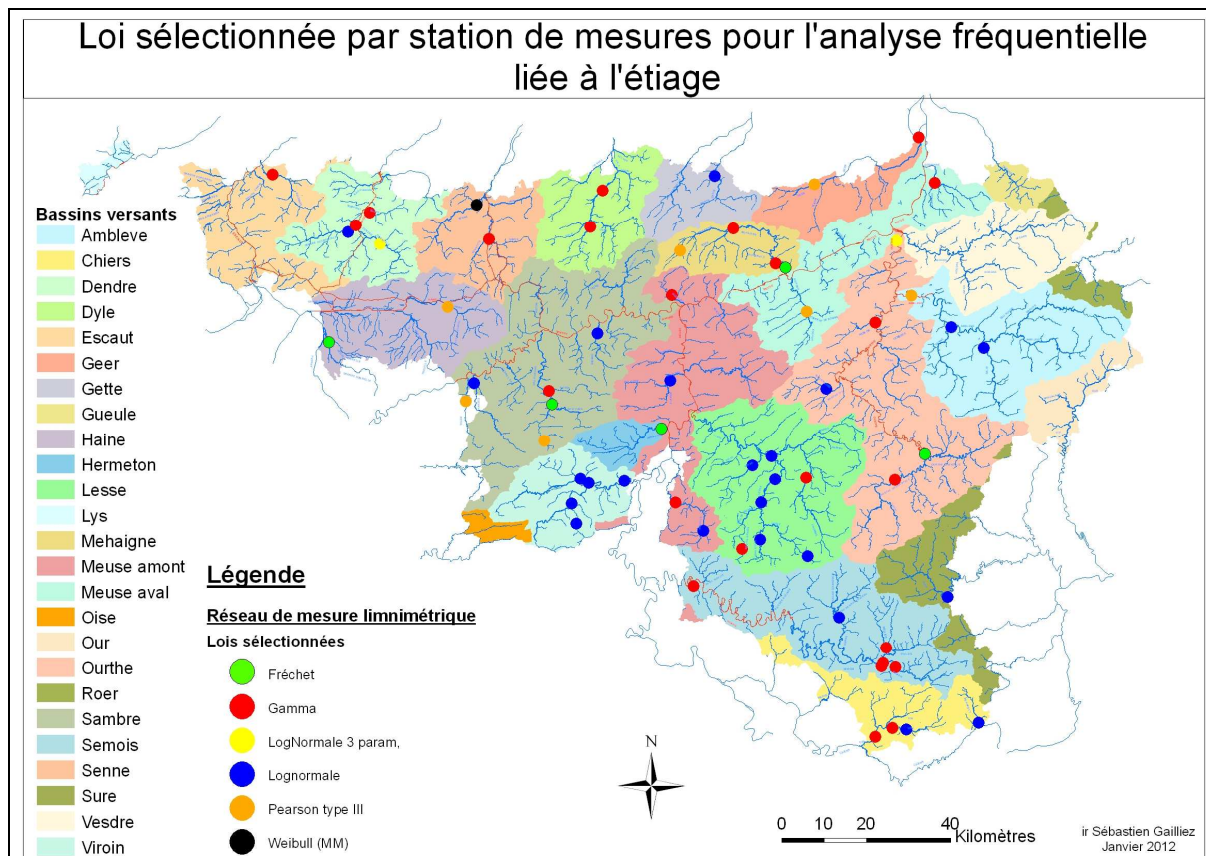 Loi sélectionnée par station de mesures pour l'analyse fréquentielle
liée à l'étiage
Bassins versants
Ambleve
Chiers
Dendre
Dyle
Escaut
Geer
Gette
Gueule
Haine
Hermeton
Lesse
Lys
Mehaigne
Meuse amont
Meuse aval
Oise
Our
Ourthe
Roer
Sambre
Semois
Senne
Sure
Vesdre
Viroin
Légende
Réseau de mesure limnimétrique
Lois sélectionnées
Fréchet
Gamma
LogNormale 3 param,
Lognormale
Pearson type III
Weibull (MM)
N
0 10 20 40
Kilomètres
ir Sébastien Gailliez
Janvier 2012